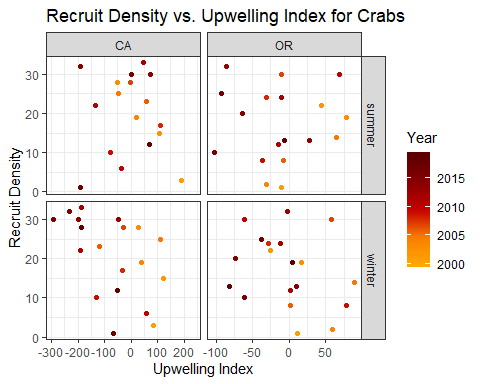 Recruit Density vs. Upwelling Index for Crabs
CA
OR
30
20
10
0
summer
30
20
10
0
winter
Recruit Density
-300 -200 -100 0 100 200
-100 -50 0 50
Upwelling Index
Year
2015
2010
2005
2000